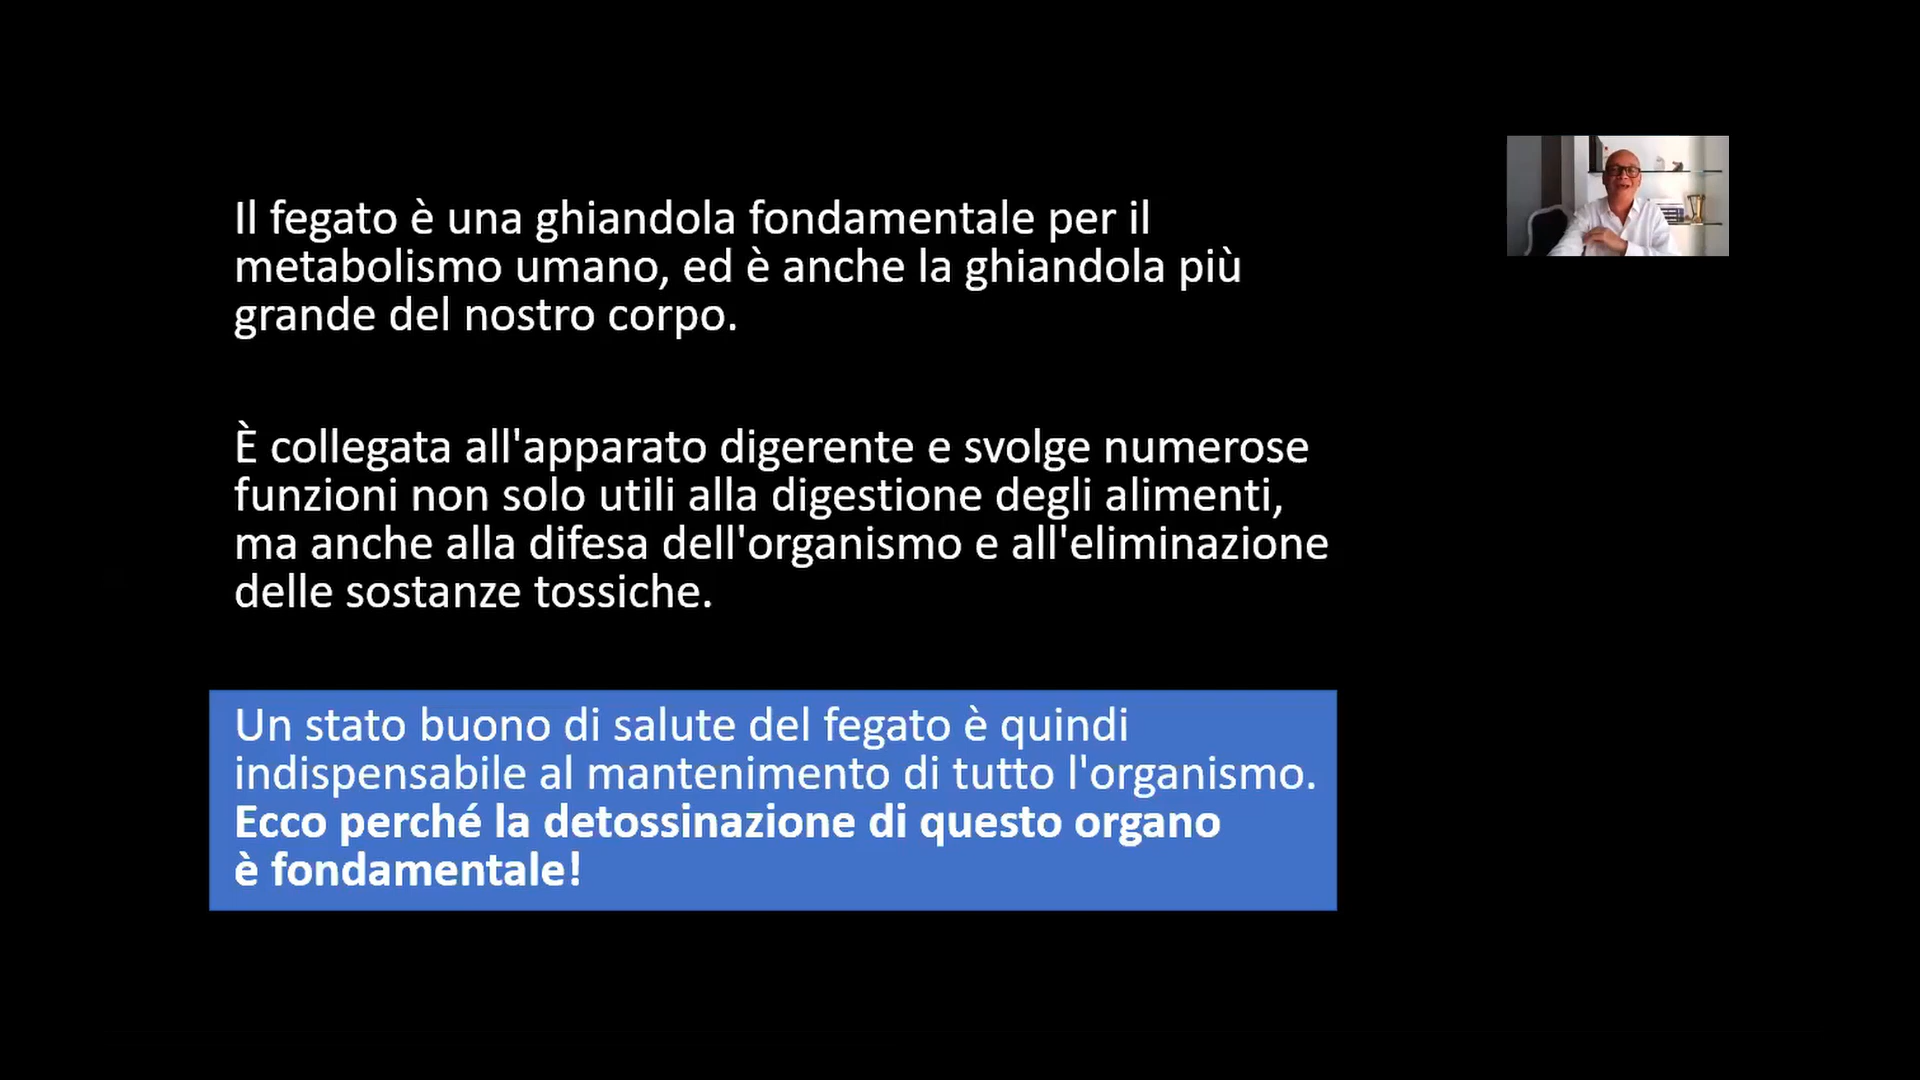 Il fegato è una ghiandola fondamentale per il
metabolismo umano, ed è anche la ghiandola più
grande del nostro corpo.
È collegata all'apparato digerente e svolge numerose
funzioni non solo utili alla digestione degli alimenti,
ma anche alla difesa dell'organismo e all'eliminazione
delle sostanze tossiche.
Un stato buono di salute del fegato è quindi
indispensabile al mantenimento di tutto l'organismo.
Ecco perché la detossinazione di questo organo
è fondamentale!